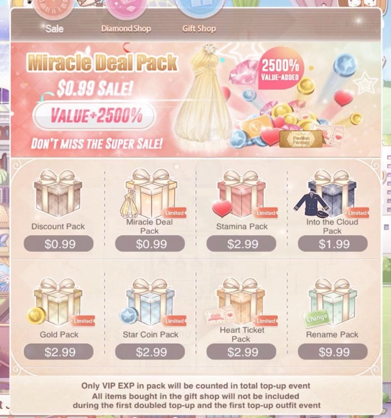 Sale
Diamond Shop
Gift Shop
Miracle Deal Pack
$0.99 SALE!
VALUE+2500%
DON'T MISS THE SUPER SALE!
2500%
VALUE-ADDED
Discount Pack
$0.99
Limited
Miracle Deal
Pack
$0.99
Limited
Stamina Pack
$2.99
Limited
Into the Cloud
Pack
$1.99
Limited
Gold Pack
$2.99
Limited
Star Coin Pack
$2.99
Limited
Heart Ticket
Pack
$2.99
Change
Rename Pack
$9.99
Only VIP EXP in pack will be counted in total top-up event
All items bought in the gift shop will not be included
during the first doubled top-up and the first top-up outfit event